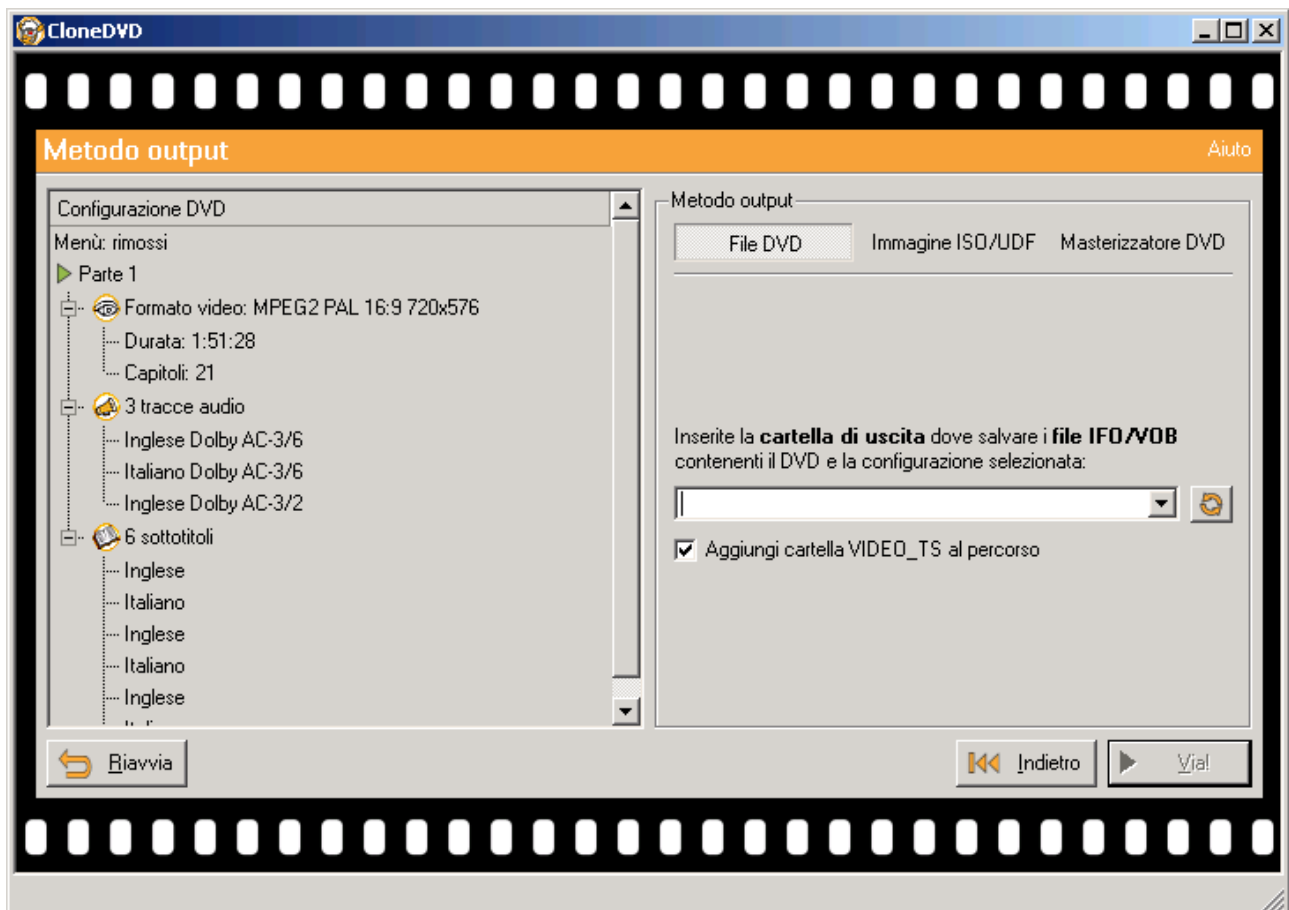 CloneDVD
Metodo output
Aiuto
Configurazione DVD
Menù: rimossi
Parte 1
Formato video: MPEG2 PAL 16:9 720x576
Durata: 1:51:28
Capitoli: 21
3 tracce audio
Inglese Dolby AC-3/6
Italiano Dolby AC-3/6
Inglese Dolby AC-3/2
6 sottotitoli
Inglese
Italiano
Inglese
Italiano
Inglese
Metodo output
File DVD
Immagine ISO/UDF
Masterizzatore DVD
Inserite la cartella di uscita dove salvare i file IFO/VOB
contenenti il DVD e la configurazione selezionata:
Aggiungi cartella VIDEO_TS al percorso
Riavvia
Indietro
Via!